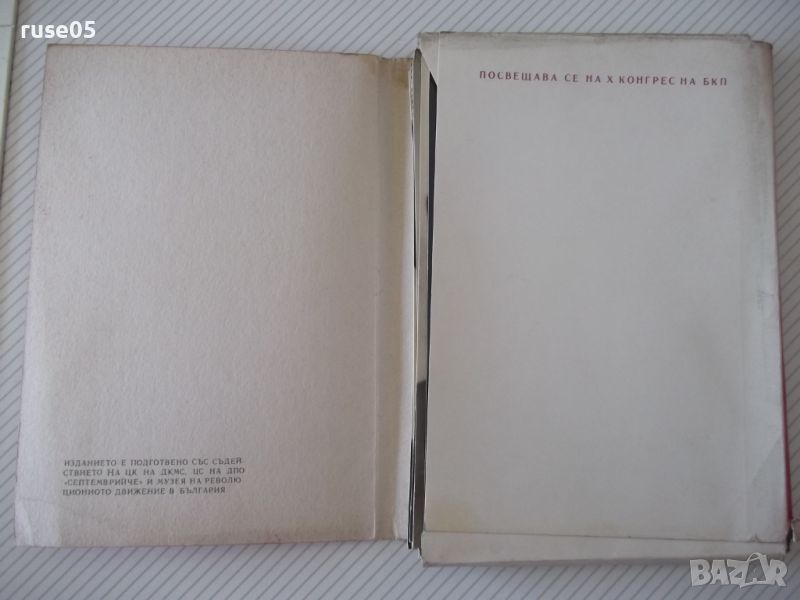 ruse05
ПОСВЕЩАВА СЕ НА X КОНГРЕС НА БКП
ИЗДАНИЕТО Е ПОДГОТВЕНО СЪС СЪДЕЙ-
СТВИЕТО НА ЦК НА ДКМС, ЦС НА ДПО
«СЕПТЕМВРИЙЧЕ» И МУЗЕЯ НА РЕВОЛЮ
ЦИОННОТО ДВИЖЕНИЕ В БЪЛГАРИЯ
BAZAR